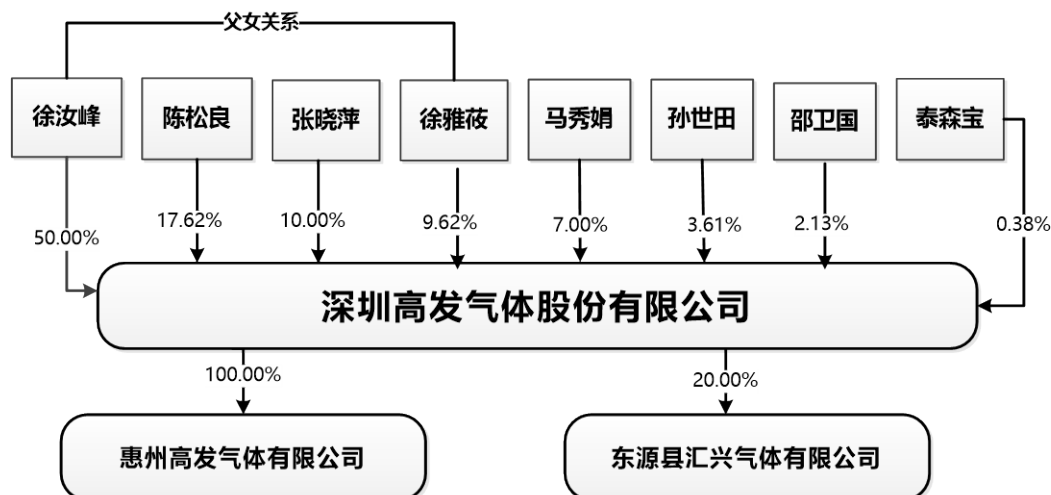 父女关系
徐汝峰
陈松良
张晓萍
徐雅莜
马秀娟
孙世田
邵卫国
泰森宝
50.00%
17.62%
10.00%
9.62%
7.00%
3.61%
2.13%
0.38%
深圳高发气体股份有限公司
100.00%
20.00%
惠州高发气体有限公司
东源县汇兴气体有限公司